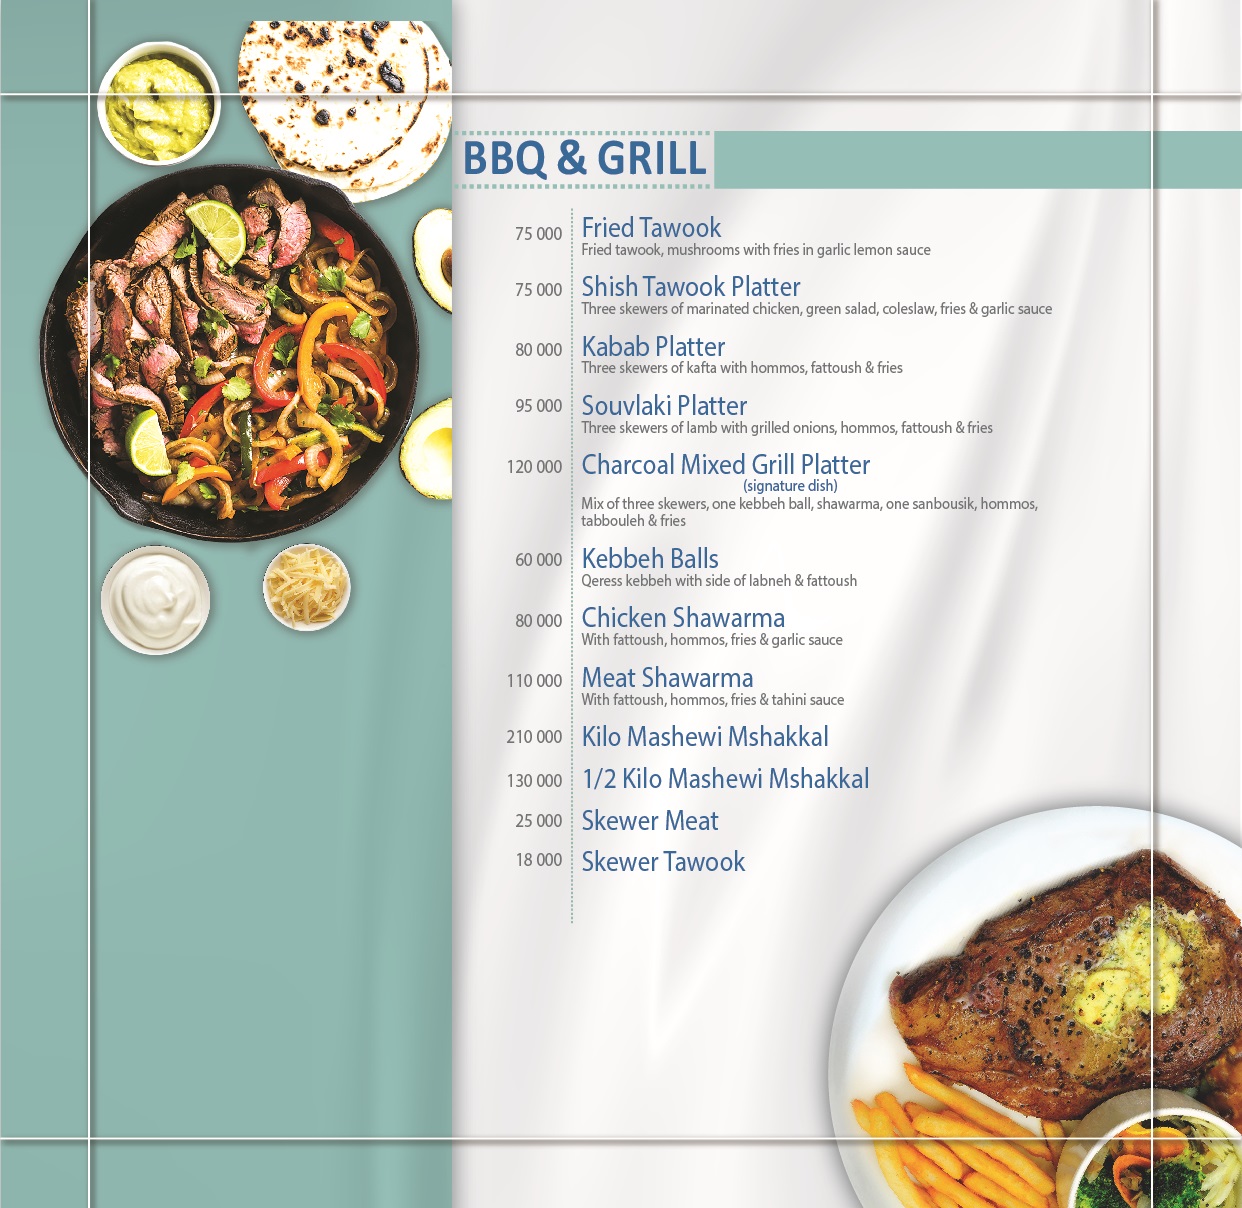 BBQ & GRILL
75 000 Fried Tawook
Fried tawook, mushrooms with fries in garlic lemon sauce
75 000 Shish Tawook Platter
Three skewers of marinated chicken, green salad, coleslaw, fries & garlic sauce
80 000 Kabab Platter
Three skewers of kafta with hommos, fattoush & fries
95 000 Souvlaki Platter
Three skewers of lamb with grilled onions, hommos, fattoush & fries
120 000 Charcoal Mixed Grill Platter
(signature dish)
Mix of three skewers, one kebbeh ball, shawarma, one sanbousik, hommos,
tabbouleh & fries
60 000 Kebbeh Balls
Qeress kebbeh with side of labneh & fattoush
80 000 Chicken Shawarma
With fattoush, hommos, fries & garlic sauce
110 000 Meat Shawarma
With fattoush, hommos, fries & tahini sauce
210 000 Kilo Mashewi Mshakkal
130 000 1/2 Kilo Mashewi Mshakkal
25 000 Skewer Meat
18 000 Skewer Tawook